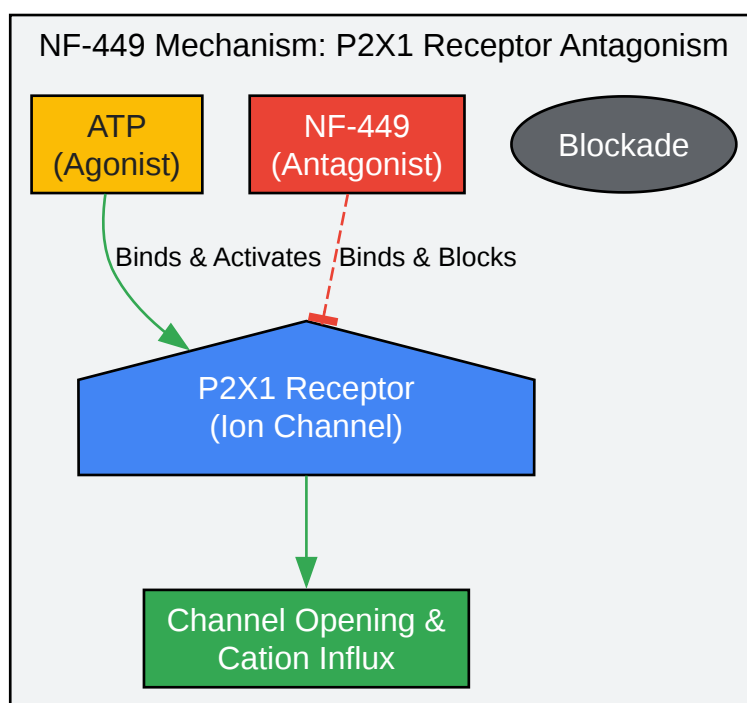 NF-449 Mechanism: P2X1 Receptor Antagonism
ATP
(Agonist)
NF-449
(Antagonist)
Blockade
Binds & Activates
Binds & Blocks
P2X1 Receptor
(Ion Channel)
Channel Opening &
Cation Influx